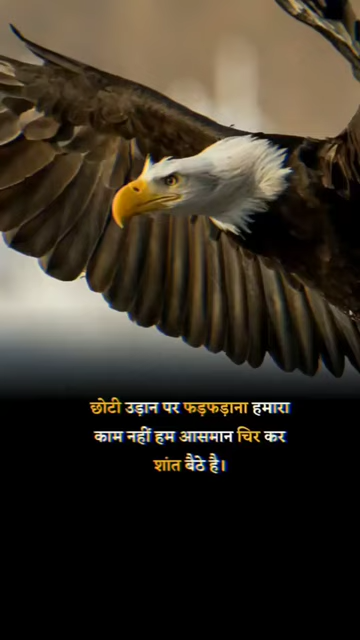 छोटी उड़ान पर फड़फड़ाना हमारा
काम नहीं हम आसमान चिर कर
शांत बैठे है।